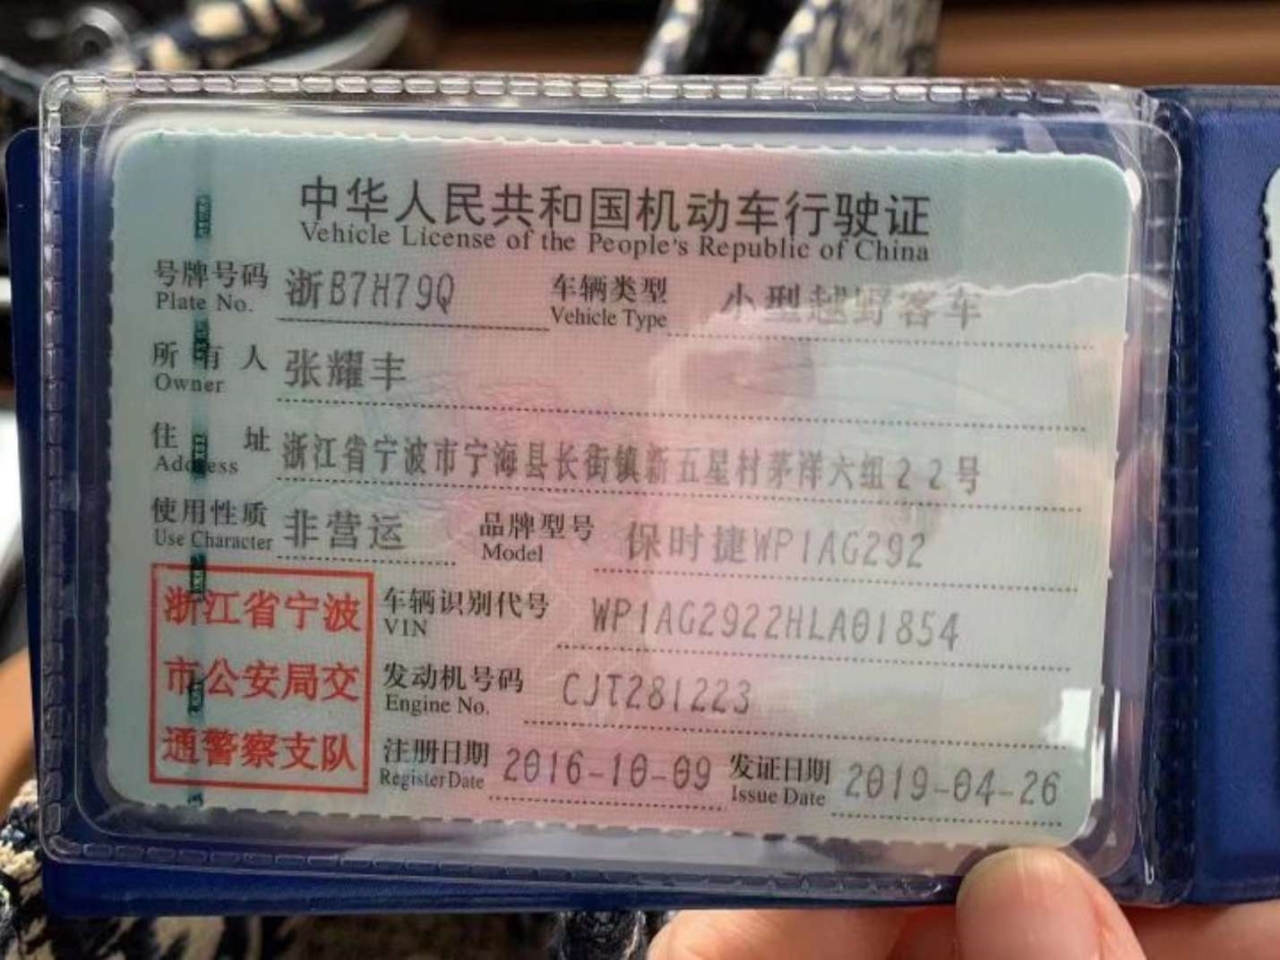 中华人民共和国机动车行驶证
Vehicle License of the People's Republic of China
号牌号码 浙B7H79Q 车辆类型 小型越野客车
Plate No. Vehicle Type
所有人 张耀丰
Owner
住址 浙江省宁波市宁海县长街镇新五星村茅洋六组22号
Address
使用性质 非营运 品牌型号 保时捷WP1AG292
Use Character Model
浙江省宁波
市公安局交
通警察支队
车辆识别代号 WP1AG2922HLA01854
VIN
发动机号码 CJT281223
Engine No.
注册日期 2016-10-09 发证日期 2019-04-26
Register Date Issue Date